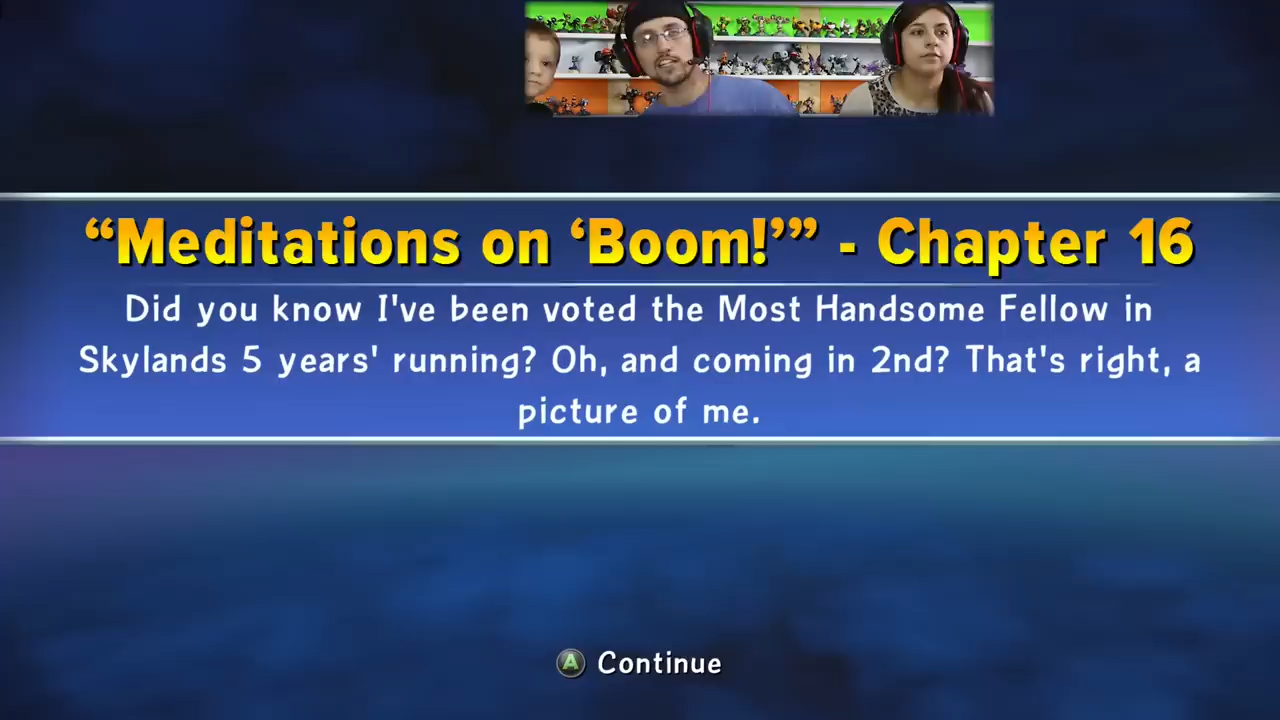 “Meditations on ‘Boom!’” - Chapter 16
Did you know I've been voted the Most Handsome Fellow in
Skylands 5 years' running? Oh, and coming in 2nd? That's right, a
picture of me.
A Continue